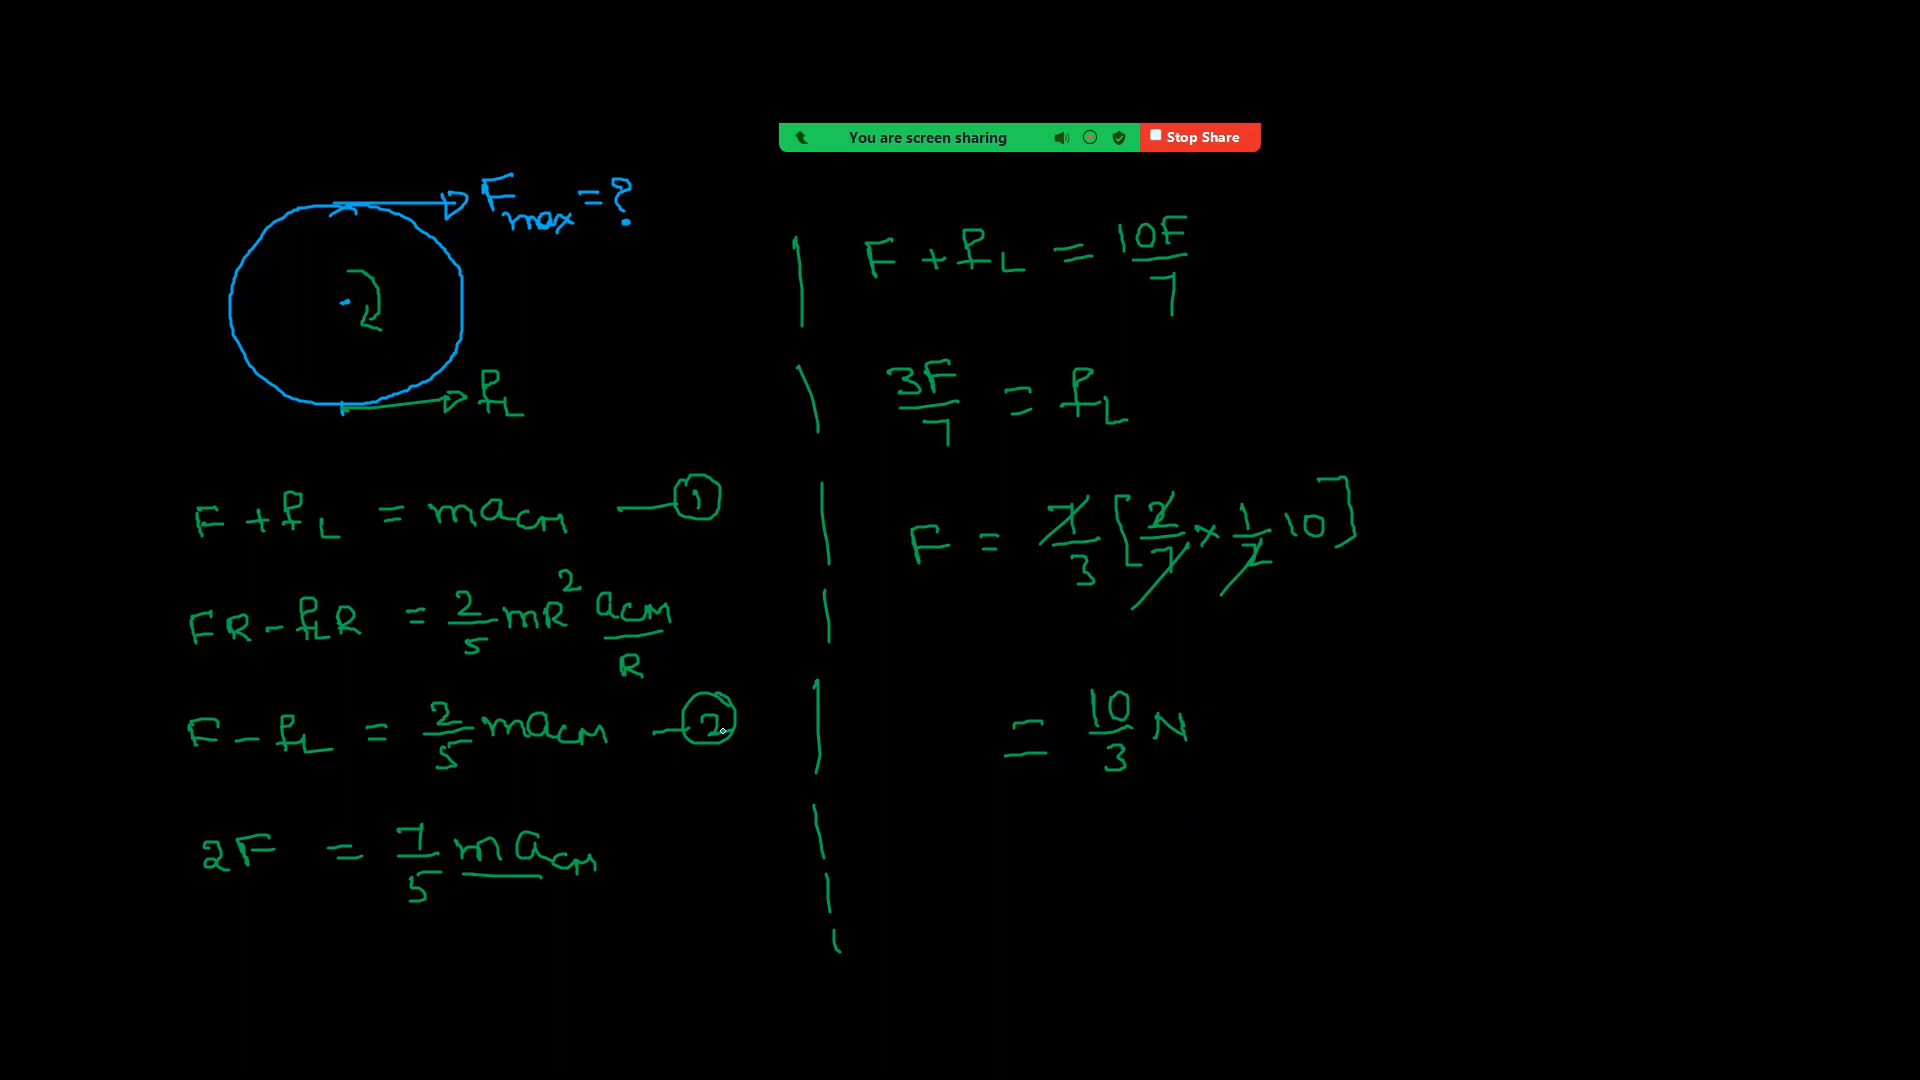 You are screen sharing Stop Share
F_max = ?
f_L
F + f_L = ma_CM — ①
FR - f_L R = 2/5 mR² a_CM/R
F - f_L = 2/5 ma_CM — ②
2F = 7/5 ma_CM
F + f_L = 10F/7
3F/7 = f_L
F = 7/3 [2/7 × 1/2 10]
= 10/3 N